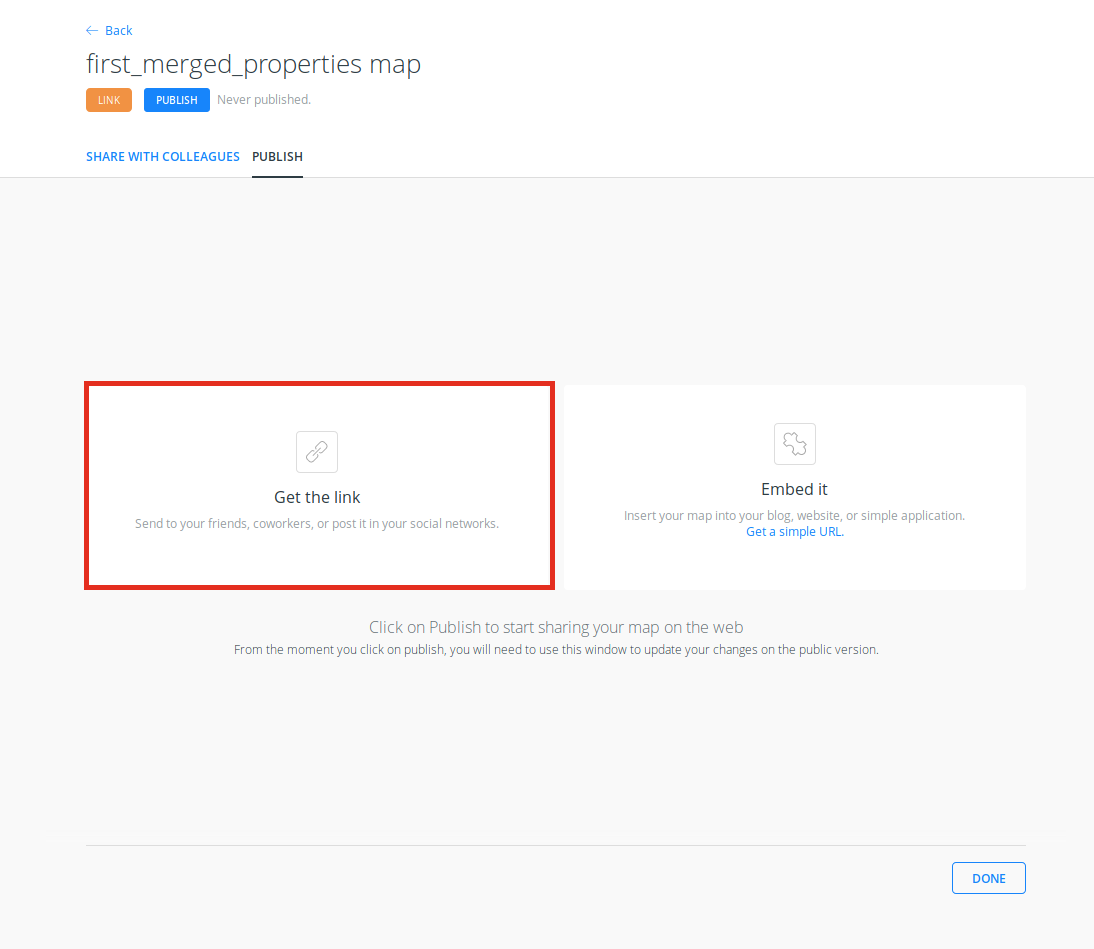 Back
first_merged_properties map
LINK PUBLISH Never published.
SHARE WITH COLLEAGUES PUBLISH
Get the link
Send to your friends, coworkers, or post it in your social networks.
Embed it
Insert your map into your blog, website, or simple application.
Get a simple URL.
Click on Publish to start sharing your map on the web
From the moment you click on publish, you will need to use this window to update your changes on the public version.
DONE